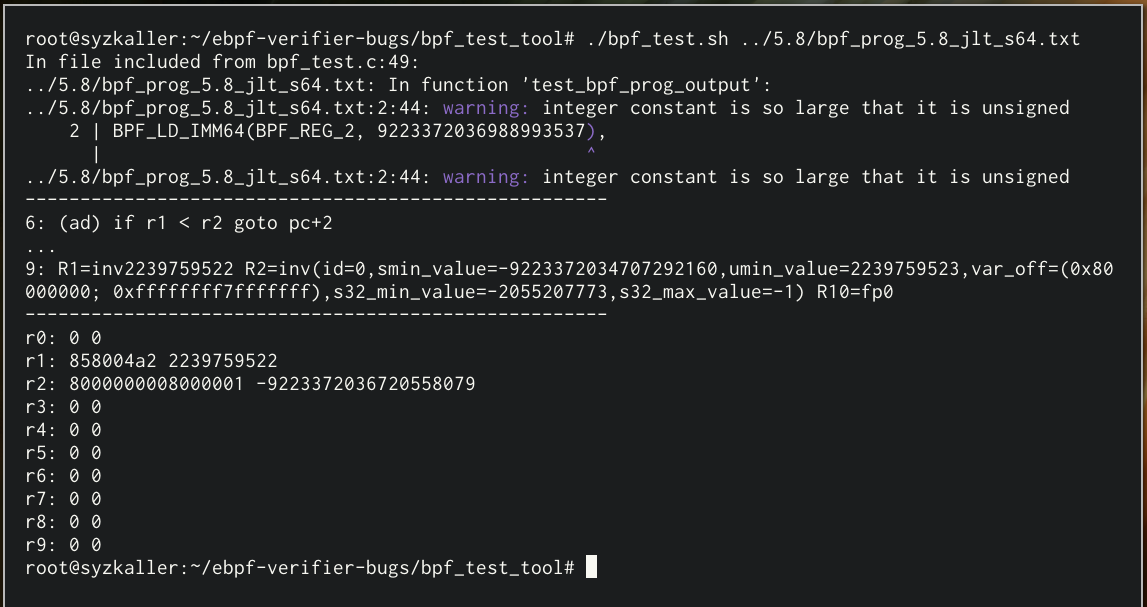 root@syzkaller:~/ebpf-verifier-bugs/bpf_test_tool# ./bpf_test.sh ../5.8/bpf_prog_5.8_jlt_s64.txt
In file included from bpf_test.c:49:
../5.8/bpf_prog_5.8_jlt_s64.txt: In function 'test_bpf_prog_output':
../5.8/bpf_prog_5.8_jlt_s64.txt:2:44: warning: integer constant is so large that it is unsigned
    2 | BPF_LD_IMM64(BPF_REG_2, 9223372036988993537),
      |                                            ^
../5.8/bpf_prog_5.8_jlt_s64.txt:2:44: warning: integer constant is so large that it is unsigned
-----------------------------------------------------
6: (ad) if r1 < r2 goto pc+2
...
9: R1=inv2239759522 R2=inv(id=0,smin_value=-9223372034707292160,umin_value=2239759523,var_off=(0x80
000000; 0xffffffff7fffffff),s32_min_value=-2055207773,s32_max_value=-1) R10=fp0
-----------------------------------------------------
r0: 0 0
r1: 858004a2 2239759522
r2: 8000000008000001 -9223372036720558079
r3: 0 0
r4: 0 0
r5: 0 0
r6: 0 0
r7: 0 0
r8: 0 0
r9: 0 0
root@syzkaller:~/ebpf-verifier-bugs/bpf_test_tool#